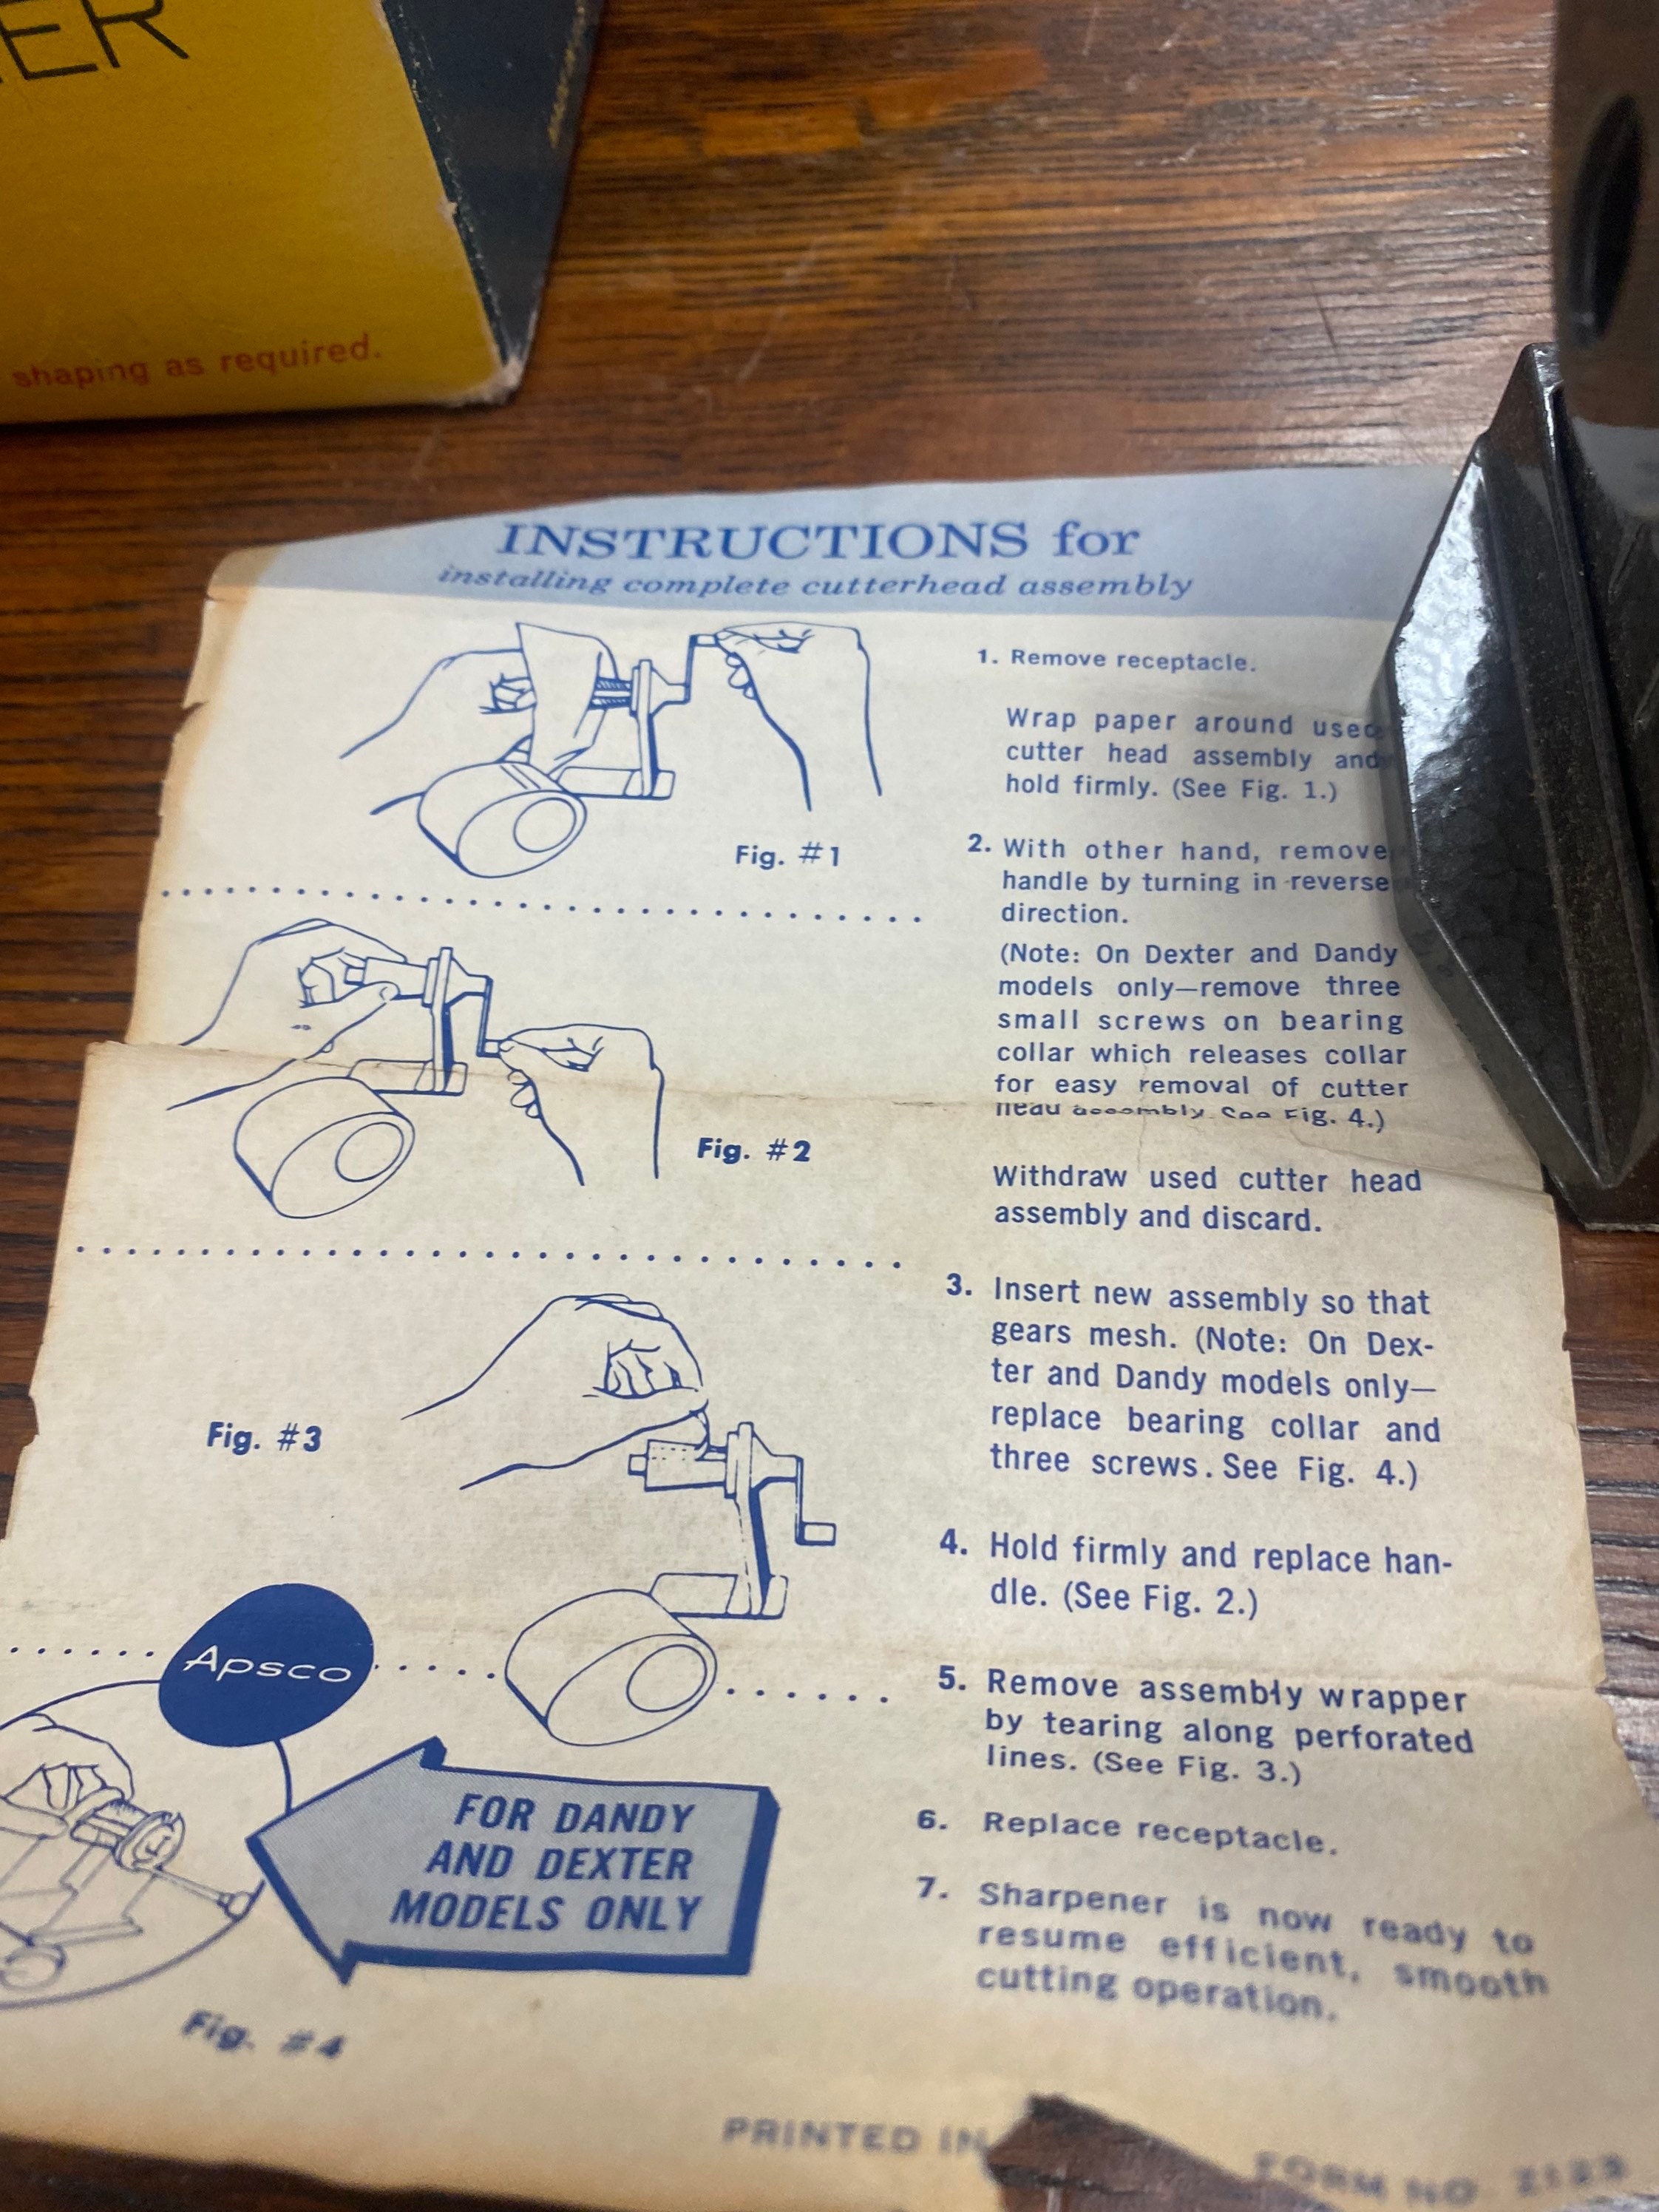 ER
shaping as required.
INSTRUCTIONS for
installing complete cutterhead assembly
1. Remove receptacle.
Wrap paper around used
cutter head assembly and
hold firmly. (See Fig. 1.)
Fig. #1
2. With other hand, remove
handle by turning in reverse
direction.
(Note: On Dexter and Dandy
models only—remove three
small screws on bearing
collar which releases collar
for easy removal of cutter
head assembly. See Fig. 4.)
Fig. #2
Withdraw used cutter head
assembly and discard.
3. Insert new assembly so that
gears mesh. (Note: On Dex-
ter and Dandy models only—
replace bearing collar and
three screws. See Fig. 4.)
Fig. #3
4. Hold firmly and replace han-
dle. (See Fig. 2.)
Apsco
5. Remove assembly wrapper
by tearing along perforated
lines. (See Fig. 3.)
FOR DANDY
AND DEXTER
MODELS ONLY
6. Replace receptacle.
7. Sharpener is now ready to
resume efficient, smooth
cutting operation.
Fig. #4
PRINTED IN
FORM NO.